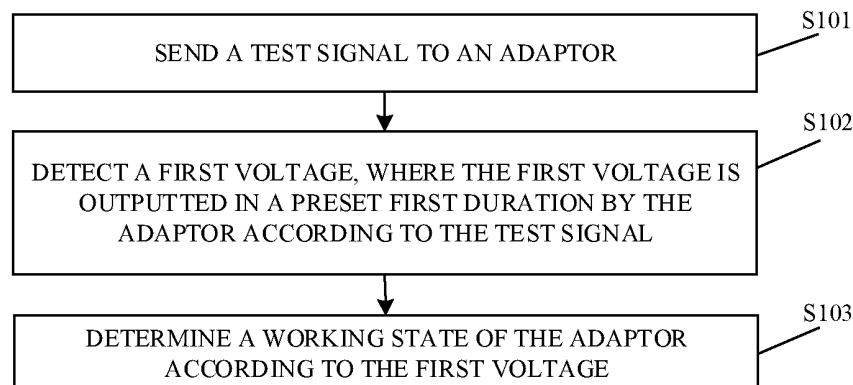 S101
SEND A TEST SIGNAL TO AN ADAPTOR
S102
DETECT A FIRST VOLTAGE, WHERE THE FIRST VOLTAGE IS
OUTPUTTED IN A PRESET FIRST DURATION BY THE
ADAPTOR ACCORDING TO THE TEST SIGNAL
S103
DETERMINE A WORKING STATE OF THE ADAPTOR
ACCORDING TO THE FIRST VOLTAGE